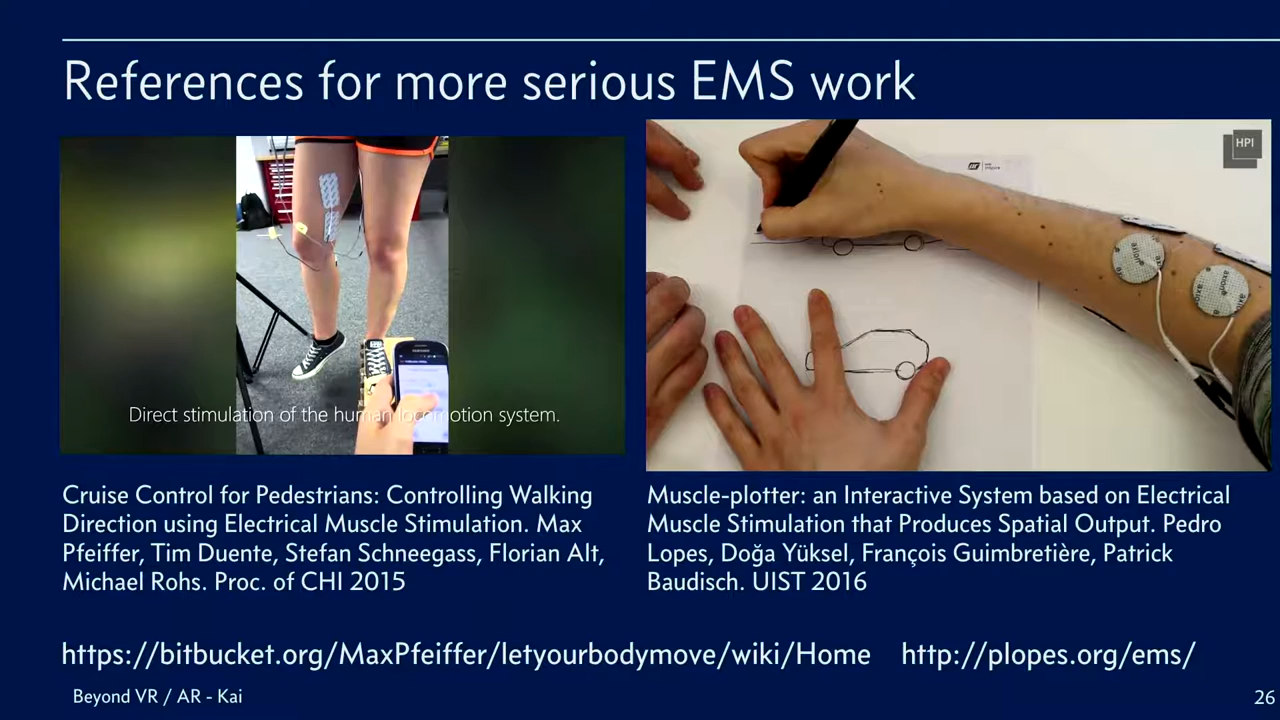 References for more serious EMS work
HPI
axion
axion
SAMSUNG
Direct stimulation of the human locomotion system.
Cruise Control for Pedestrians: Controlling Walking
Direction using Electrical Muscle Stimulation. Max
Pfeiffer, Tim Duente, Stefan Schneegass, Florian Alt,
Michael Rohs. Proc. of CHI 2015
Muscle-plotter: an Interactive System based on Electrical
Muscle Stimulation that Produces Spatial Output. Pedro
Lopes, Doğa Yüksel, François Guimbretière, Patrick
Baudisch. UIST 2016
https://bitbucket.org/MaxPfeiffer/letyourbodymove/wiki/Home
http://plopes.org/ems/
Beyond VR / AR - Kai
26